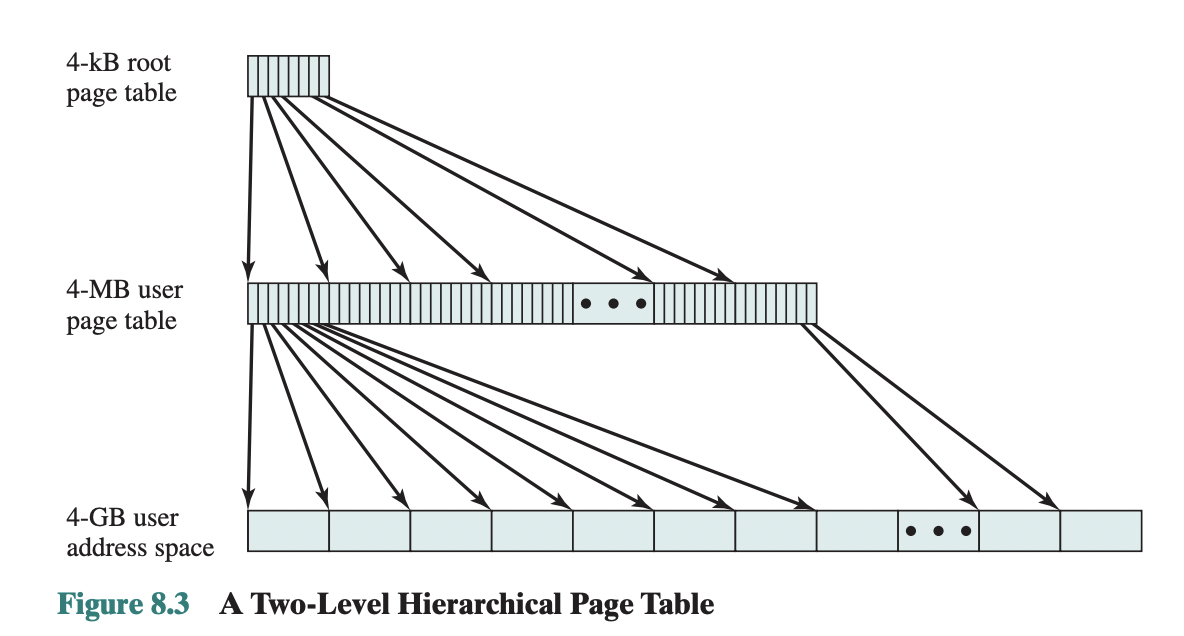 4-kB root
page table
4-MB user
page table
• • •
4-GB user
address space
• • •
Figure 8.3 A Two-Level Hierarchical Page Table